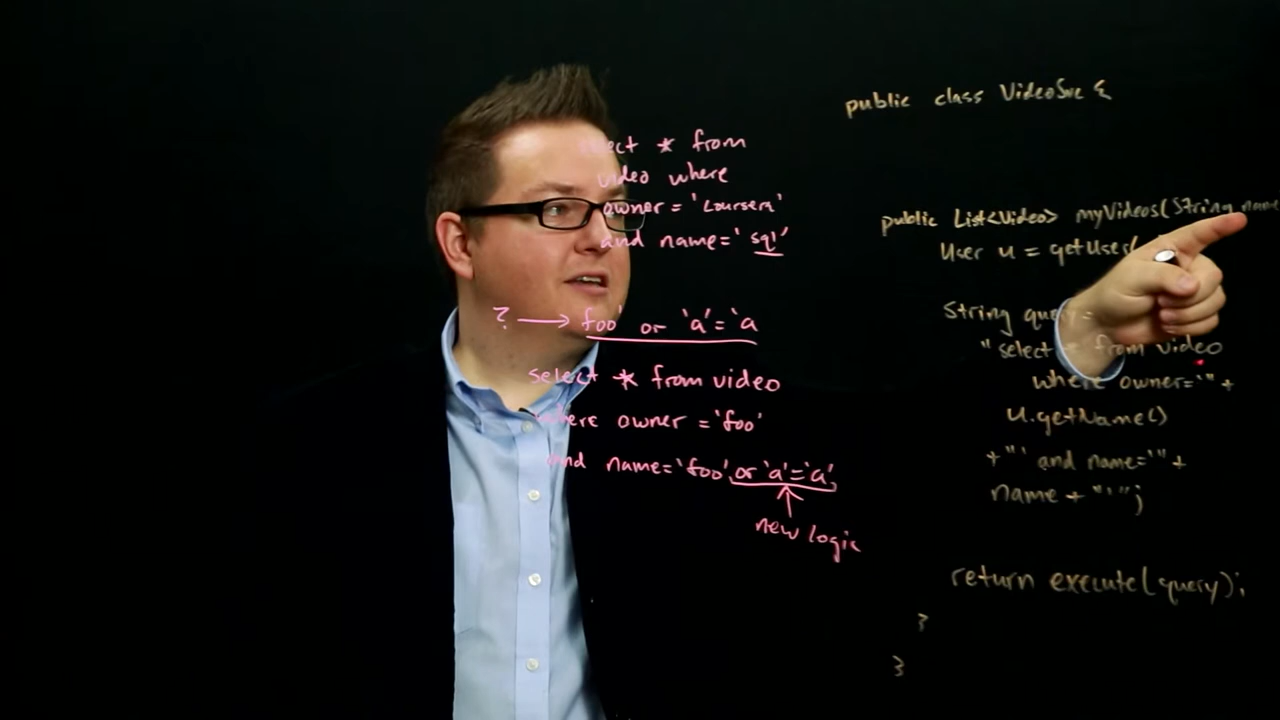 select * from
video where
owner = 'Coursera'
and name='sql'
? → foo' or 'a'='a
select * from video
where owner = 'foo'
and name='foo' or 'a'='a'
new logic
public class VideoSvc {
public List<Video> myVideos(String name
User u = getUser(
String query =
"select * from video
where owner='"+
u.getName()
+"' and name='"+
name + "'";
return execute(query);
}
}